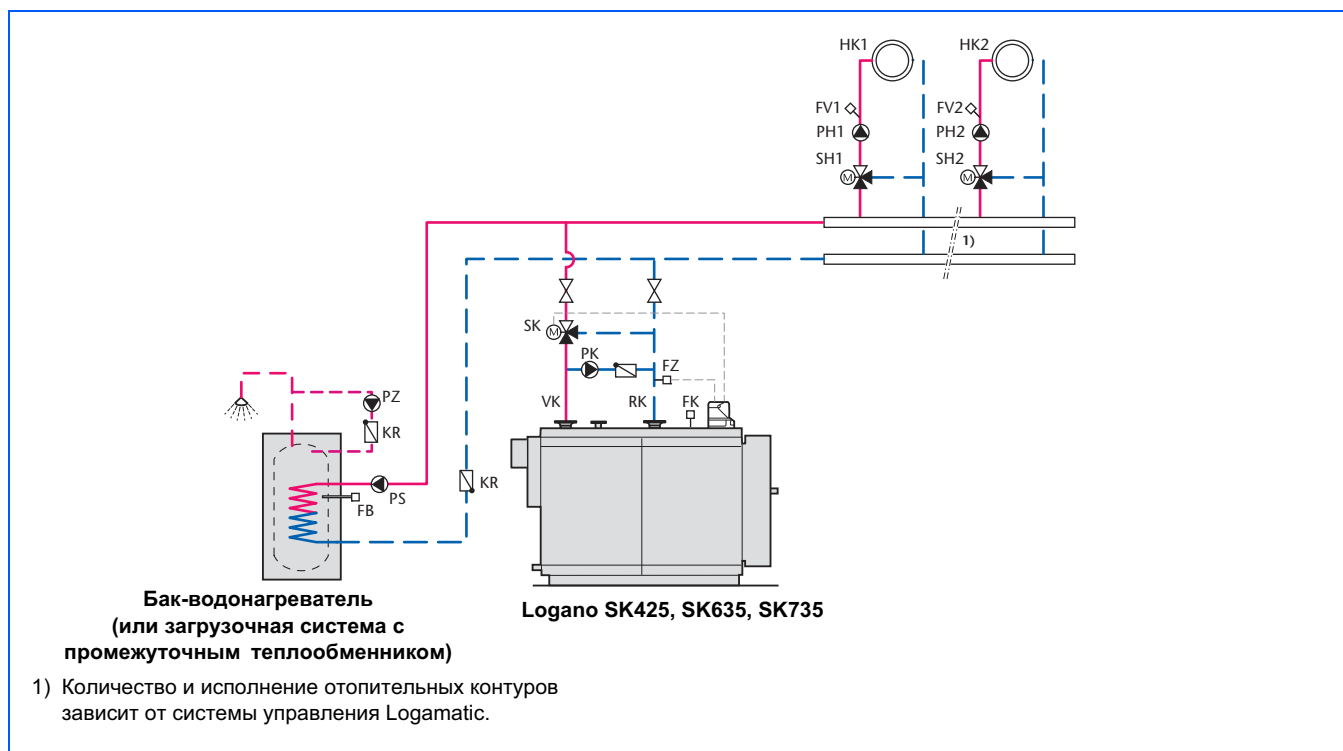 HK1
HK2
FV1
FV2
PH1
PH2
SH1
SH2
M
M
1)
SK
M
PK
FZ
VK
RK
FK
PZ
KR
KR
PS
FB
Бак-водонагреватель
(или загрузочная система с
промежуточным теплообменником)
Logano SK425, SK635, SK735
1) Количество и исполнение отопительных контуров
зависит от системы управления Logamatic.